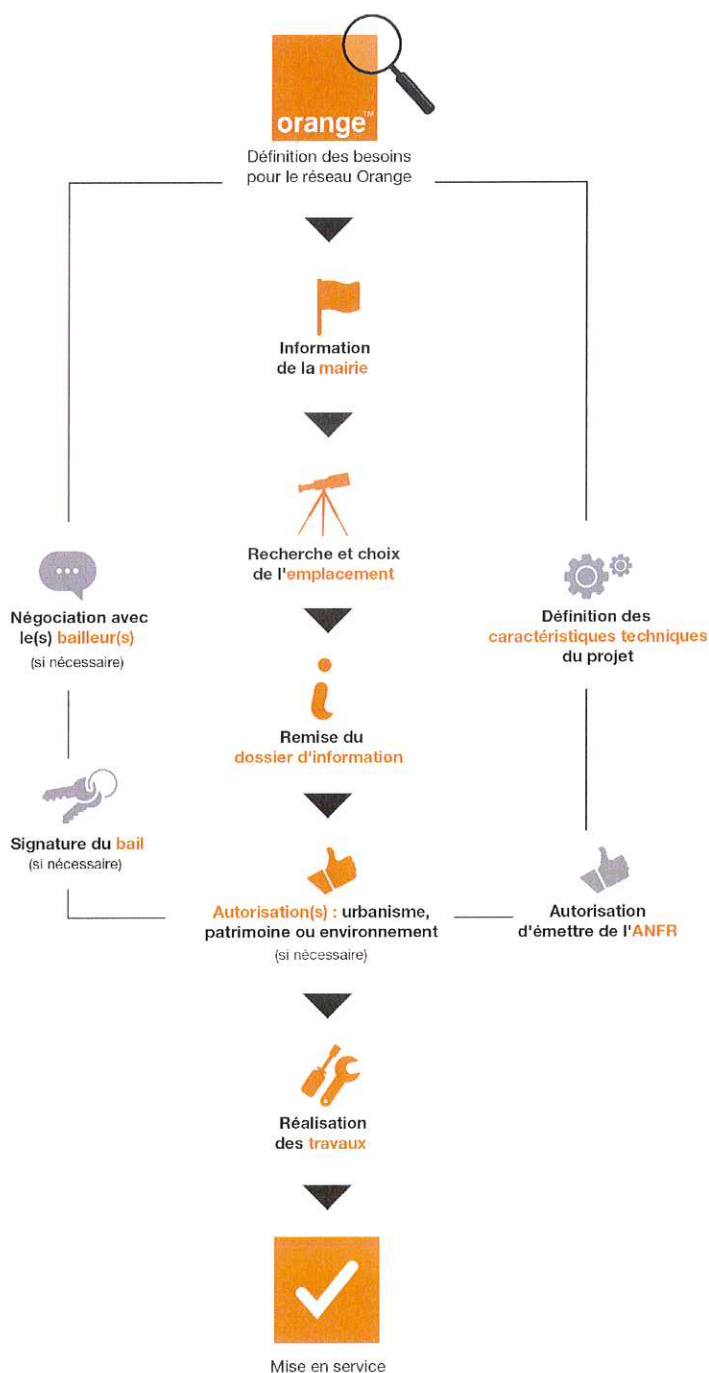 orange™
Définition des besoins
pour le réseau Orange
Information
de la mairie
Recherche et choix
de l'emplacement
Négociation avec
le(s) bailleur(s)
(si nécessaire)
Définition des
caractéristiques techniques
du projet
Remise du
dossier d'information
Signature du bail
(si nécessaire)
Autorisation(s) : urbanisme,
patrimoine ou environnement
(si nécessaire)
Autorisation
d'émettre de l'ANFR
Réalisation
des travaux
Mise en service